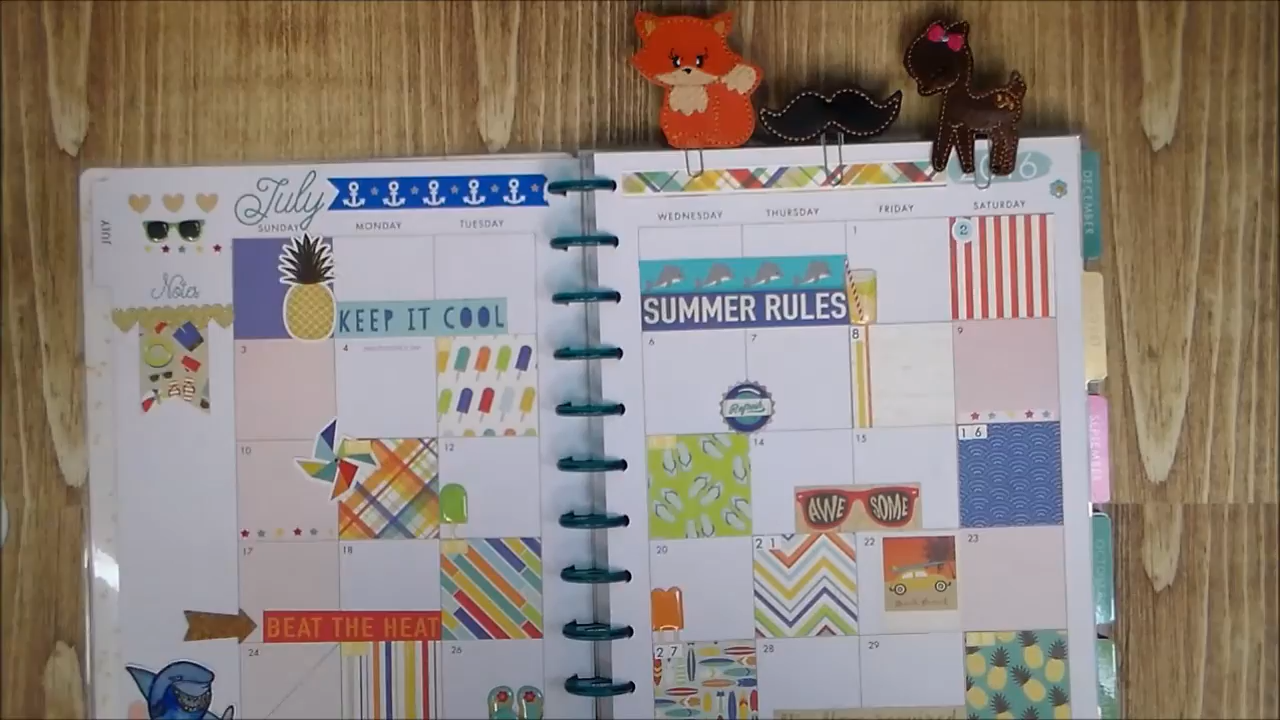 July
2016
DECEMBER
JULY
SUNDAY MONDAY TUESDAY WEDNESDAY THURSDAY FRIDAY SATURDAY
1 2
Notes
KEEP IT COOL
SUMMER RULES
3 4 6 7 8 9
Refresh
SEPTEMBER
10 12 14 15 16
AWE SOME
17 18 20 21 22 23
OCTOBER
BEAT THE HEAT
24 26 27 28 29